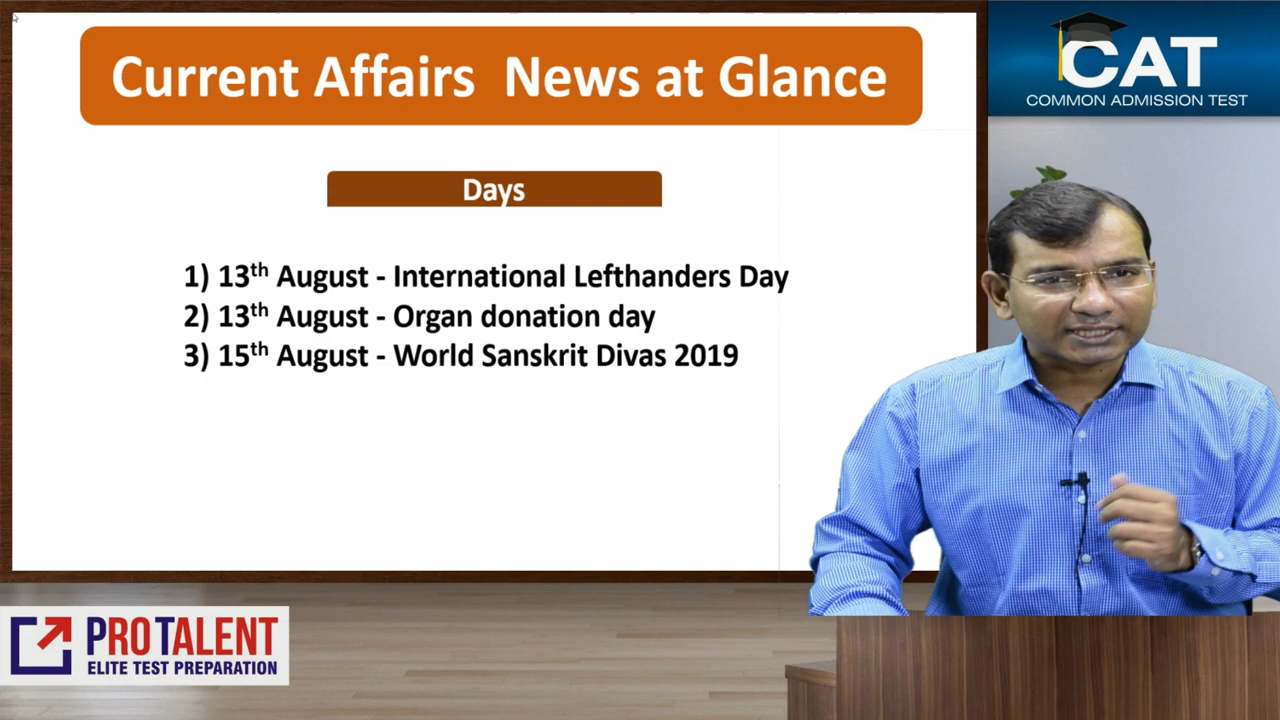 Current Affairs News at Glance
CAT
COMMON ADMISSION TEST
Days
1) 13th August - International Lefthanders Day
2) 13th August - Organ donation day
3) 15th August - World Sanskrit Divas 2019
PROTALENT
ELITE TEST PREPARATION